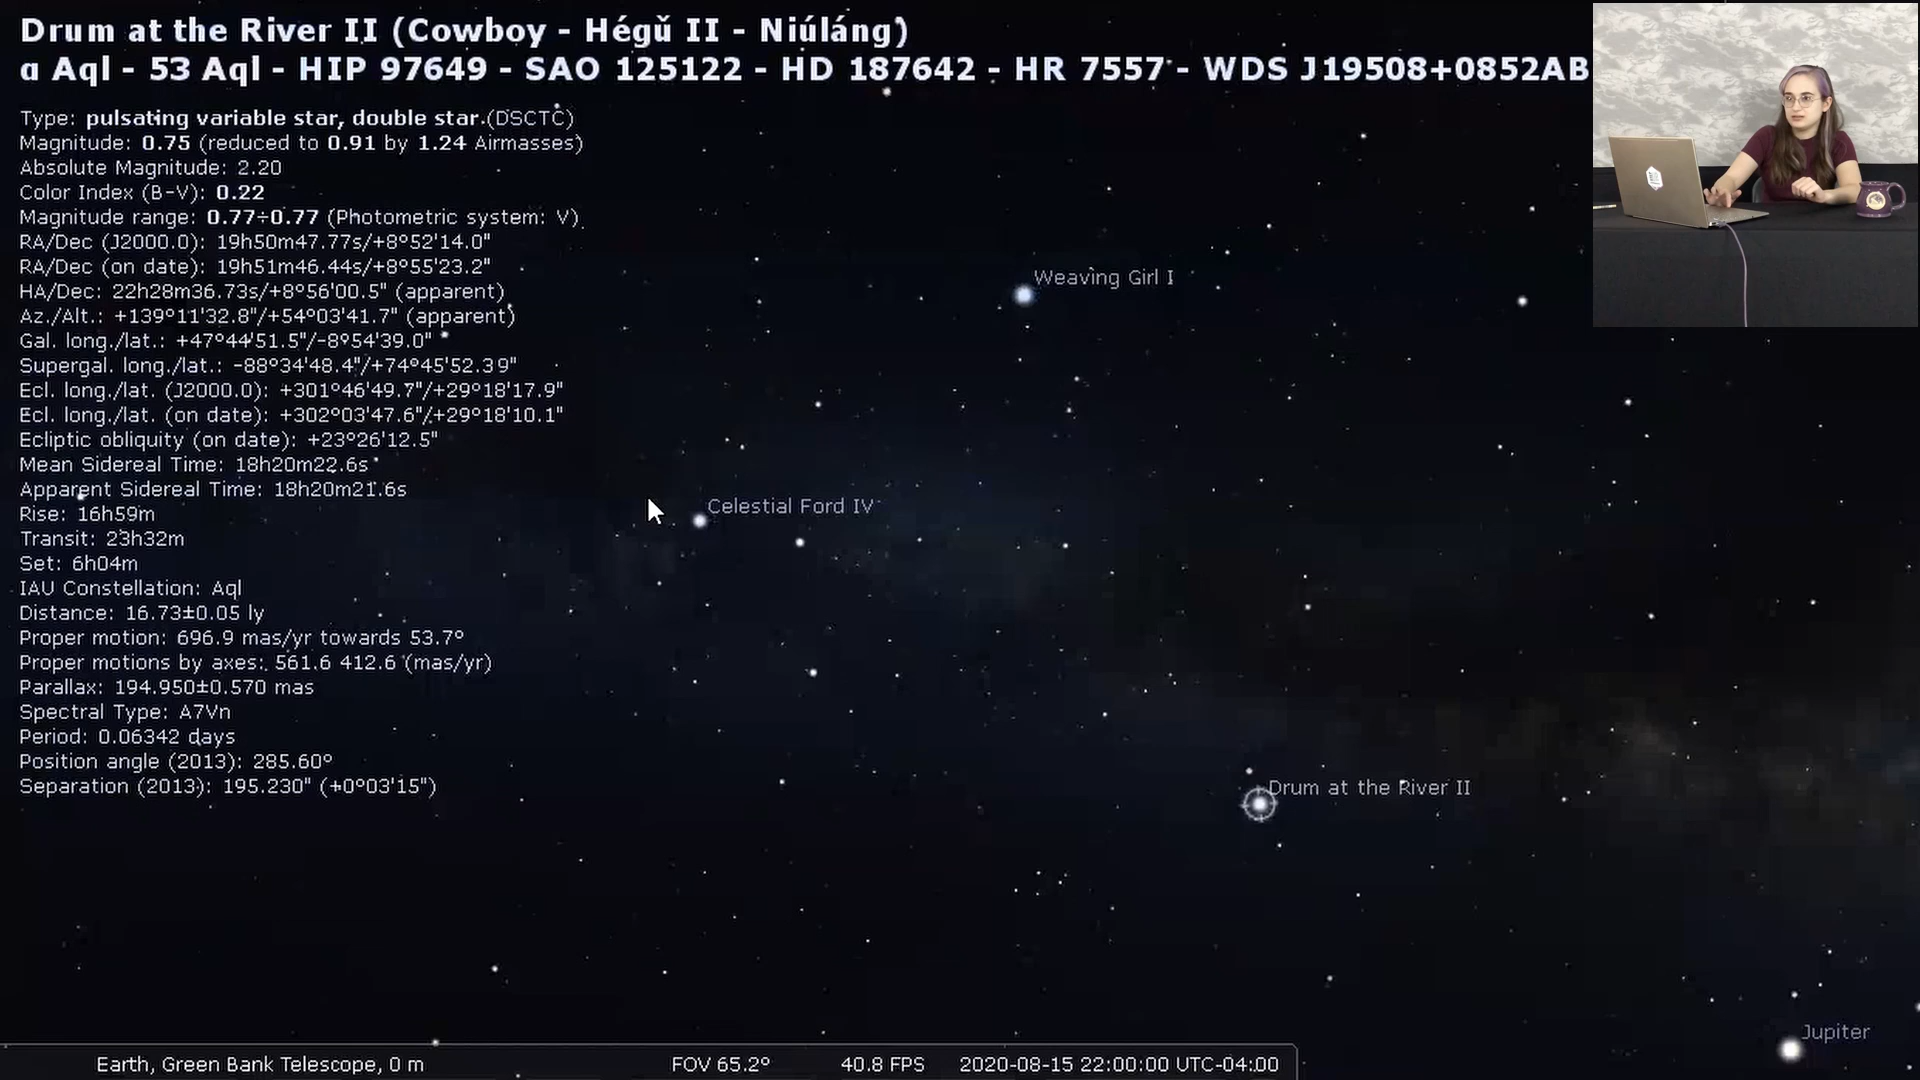 Drum at the River II (Cowboy - Hégŭ II - Niúláng)
α Aql - 53 Aql - HIP 97649 - SAO 125122 - HD 187642 - HR 7557 - WDS J19508+0852AB
Type: pulsating variable star, double star (DSCTC)
Magnitude: 0.75 (reduced to 0.91 by 1.24 Airmasses)
Absolute Magnitude: 2.20
Color Index (B-V): 0.22
Magnitude range: 0.77÷0.77 (Photometric system: V)
RA/Dec (J2000.0): 19h50m47.77s/+8°52'14.0"
RA/Dec (on date): 19h51m46.44s/+8°55'23.2"
HA/Dec: 22h28m36.73s/+8°56'00.5" (apparent)
Az./Alt.: +139°11'32.8"/+54°03'41.7" (apparent)
Gal. long./lat.: +47°44'51.5"/-8°54'39.0"
Supergal. long./lat.: -88°34'48.4"/+74°45'52.39"
Ecl. long./lat. (J2000.0): +301°46'49.7"/+29°18'17.9"
Ecl. long./lat. (on date): +302°03'47.6"/+29°18'10.1"
Ecliptic obliquity (on date): +23°26'12.5"
Mean Sidereal Time: 18h20m22.6s
Apparent Sidereal Time: 18h20m21.6s
Rise: 16h59m
Transit: 23h32m
Set: 6h04m
IAU Constellation: Aql
Distance: 16.73±0.05 ly
Proper motion: 696.9 mas/yr towards 53.7°
Proper motions by axes: 561.6 412.6 (mas/yr)
Parallax: 194.950±0.570 mas
Spectral Type: A7Vn
Period: 0.06342 days
Position angle (2013): 285.60°
Separation (2013): 195.230" (+0°03'15")
Weaving Girl I
Celestial Ford IV
Drum at the River II
Jupiter
Earth, Green Bank Telescope, 0 m FOV 65.2° 40.8 FPS 2020-08-15 22:00:00 UTC-04:00